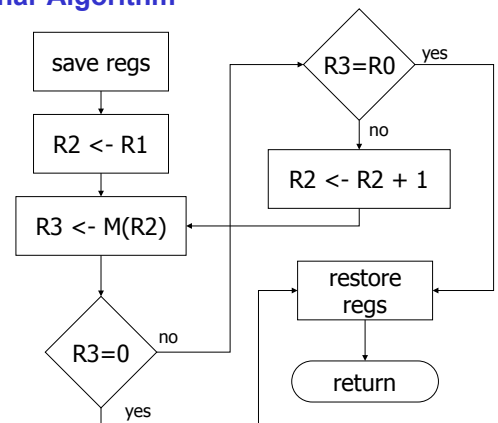 save regs
R2 <- R1
R3 <- M(R2)
R3=0
no
yes
R3=R0
yes
no
R2 <- R2 + 1
restore
regs
return
Algorithm